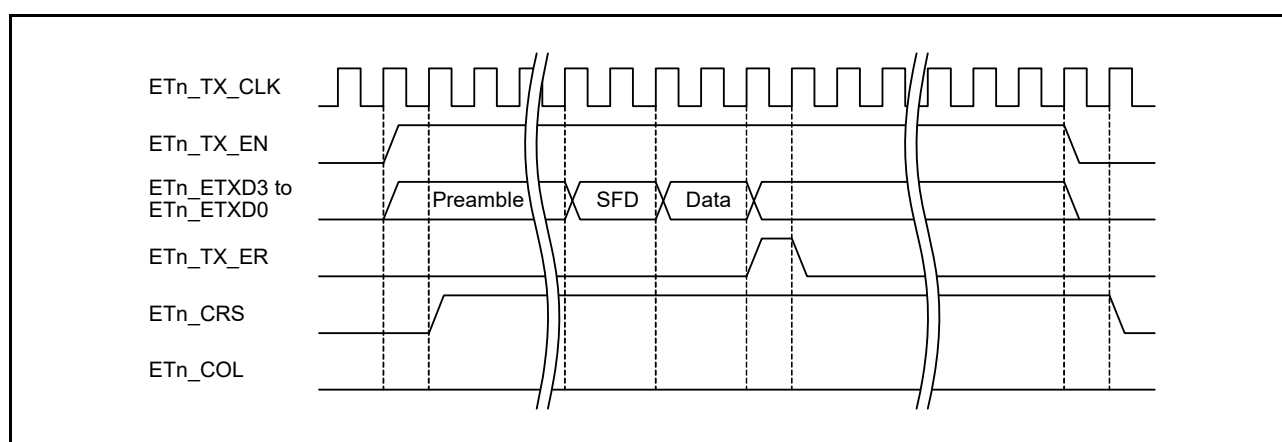 ETn_TX_CLK
ETn_TX_EN
ETn_ETXD3 to
ETn_ETXD0
Preamble
SFD
Data
ETn_TX_ER
ETn_CRS
ETn_COL